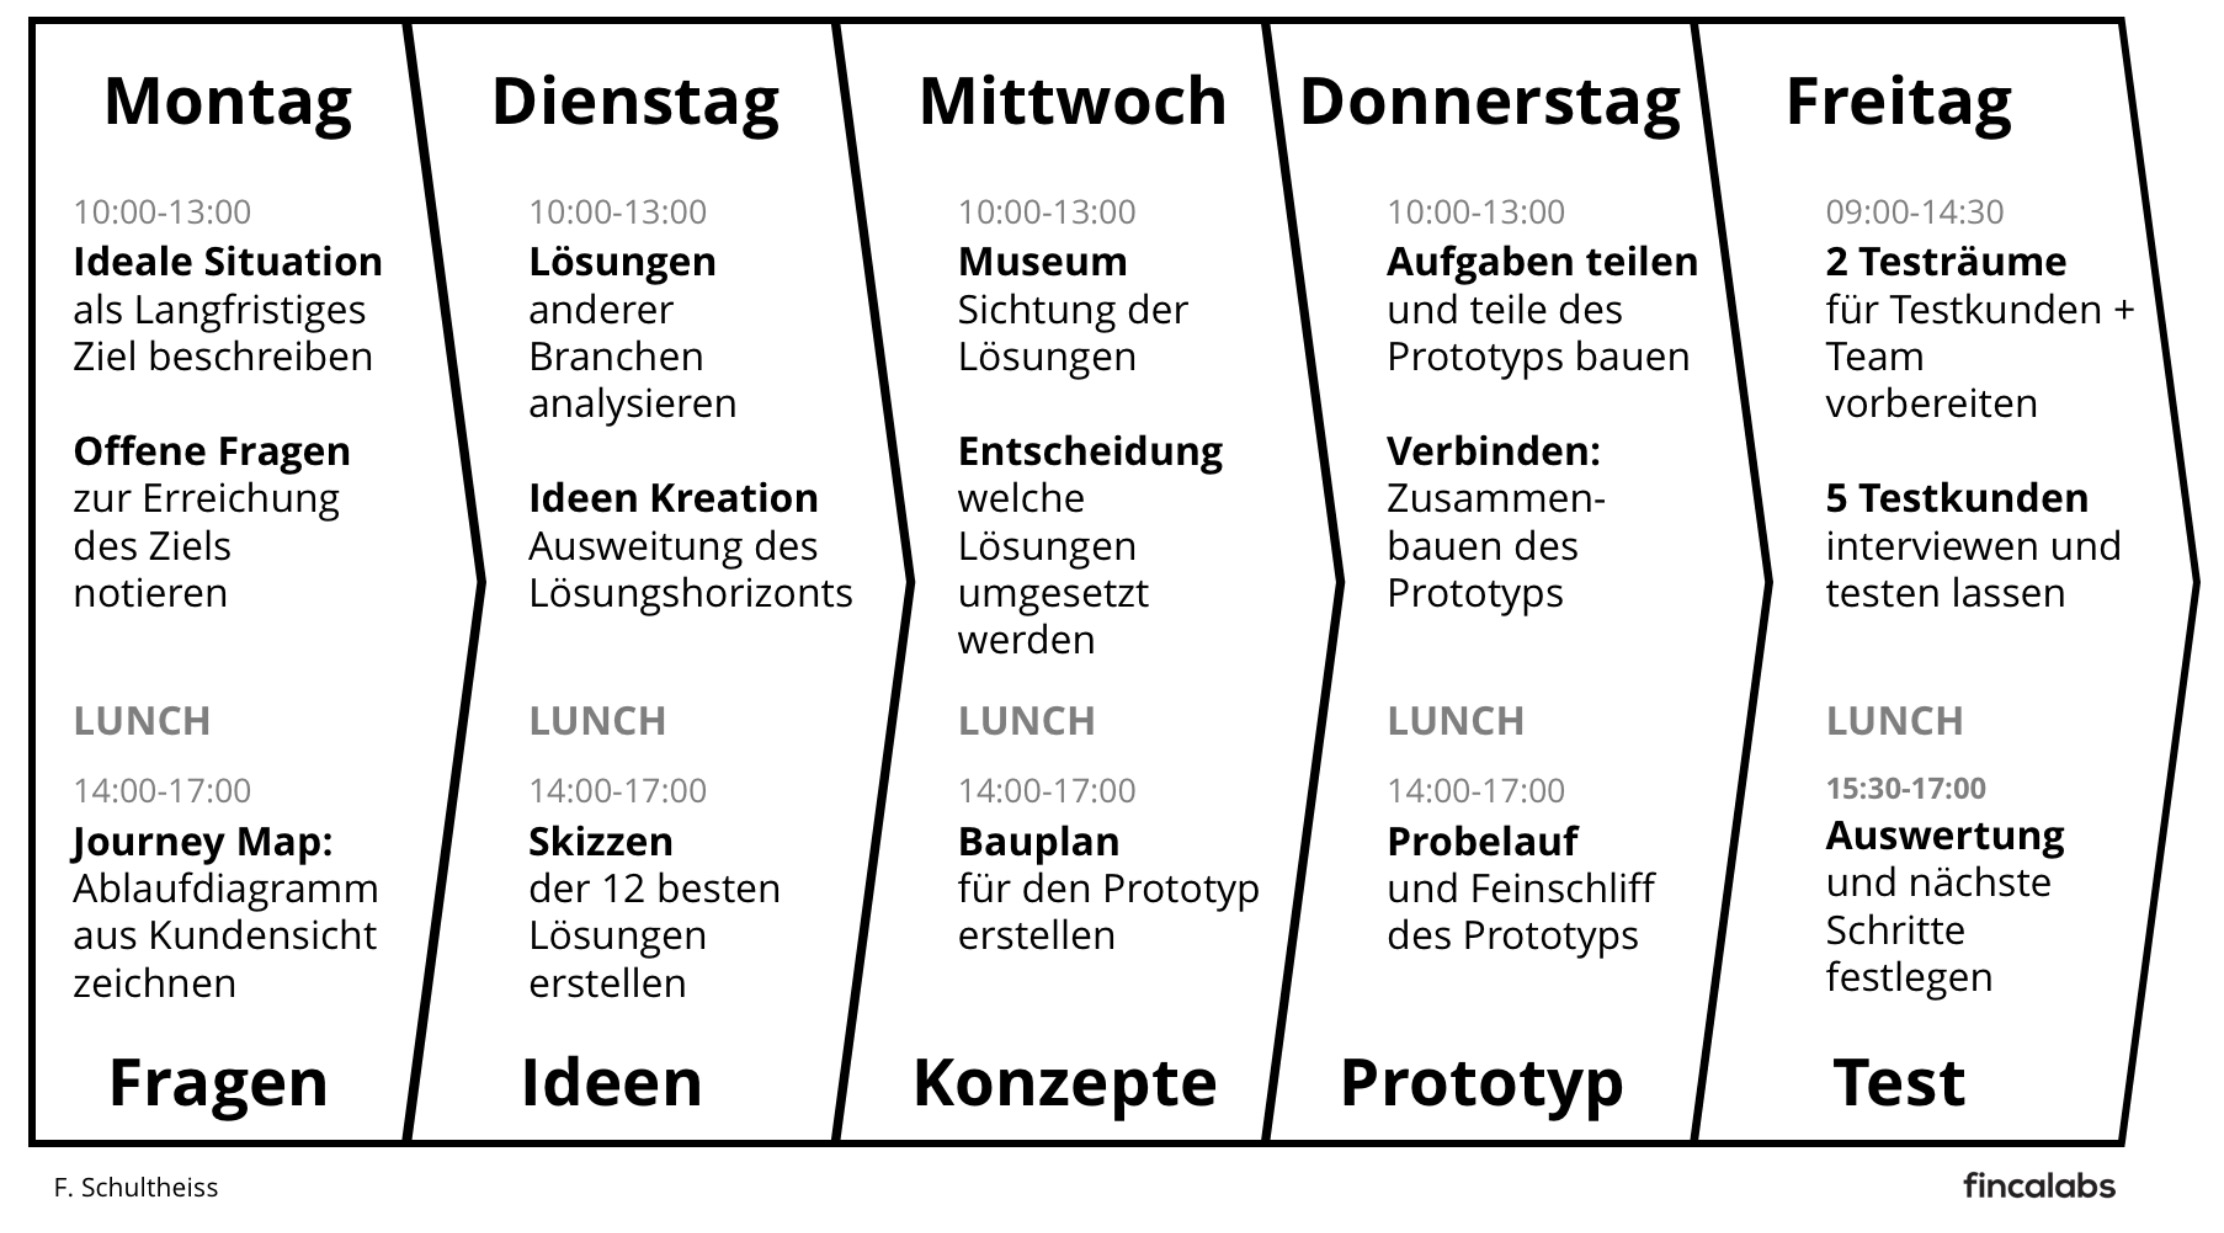 Montag
10:00-13:00
Ideale Situation
als Langfristiges
Ziel beschreiben
Offene Fragen
zur Erreichung
des Ziels
notieren
LUNCH
14:00-17:00
Journey Map:
Ablaufdiagramm
aus Kundensicht
zeichnen
Fragen
Dienstag
10:00-13:00
Lösungen
anderer
Branchen
analysieren
Ideen Kreation
Ausweitung des
Lösungshorizonts
LUNCH
14:00-17:00
Skizzen
der 12 besten
Lösungen
erstellen
Ideen
Mittwoch
10:00-13:00
Museum
Sichtung der
Lösungen
Entscheidung
welche
Lösungen
umgesetzt
werden
LUNCH
14:00-17:00
Bauplan
für den Prototyp
erstellen
Konzepte
Donnerstag
10:00-13:00
Aufgaben teilen
und teile des
Prototyps bauen
Verbinden:
Zusammen-
bauen des
Prototyps
LUNCH
14:00-17:00
Probelauf
und Feinschliff
des Prototyps
Prototyp
Freitag
09:00-14:30
2 Testräume
für Testkunden +
Team
vorbereiten
5 Testkunden
interviewen und
testen lassen
LUNCH
15:30-17:00
Auswertung
und nächste
Schritte
festlegen
Test
F. Schultheiss
fincalabs